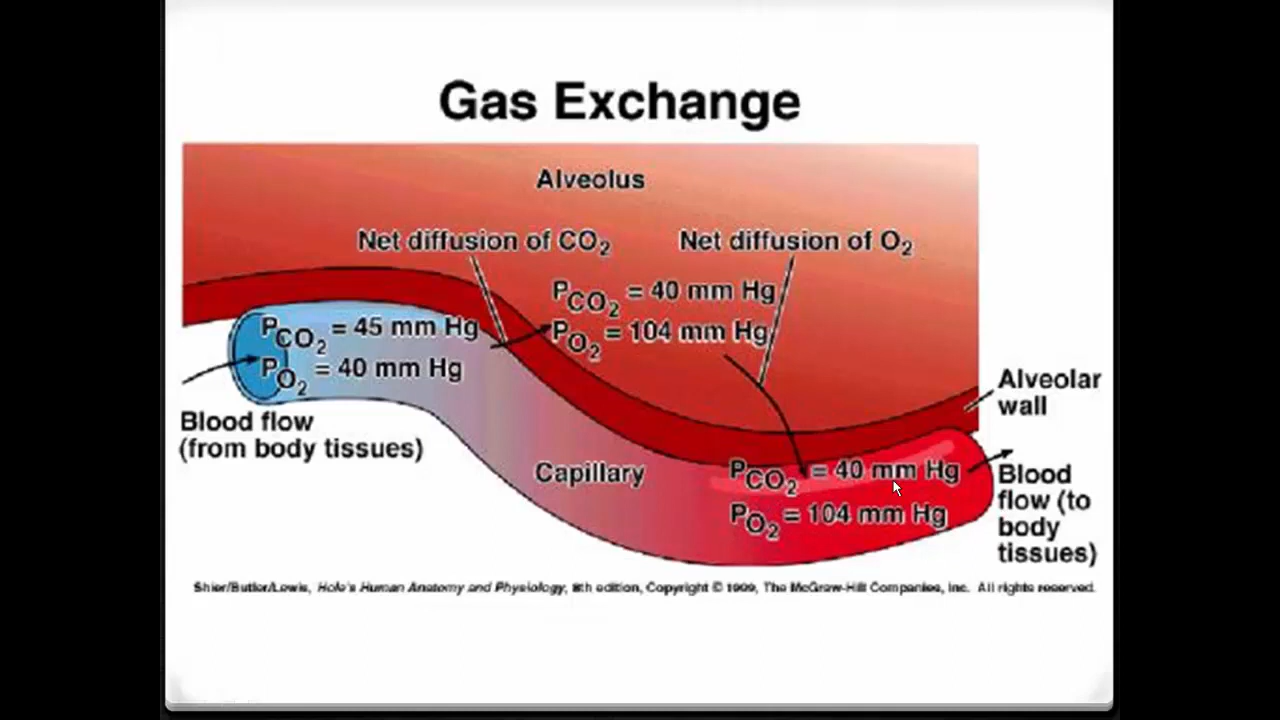 Gas Exchange
Alveolus
Net diffusion of CO₂
Net diffusion of O₂
PCO₂ = 40 mm Hg
PO₂ = 104 mm Hg
PCO₂ = 45 mm Hg
PO₂ = 40 mm Hg
Blood flow
(from body tissues)
Capillary
Alveolar
wall
PCO₂ = 40 mm Hg
PO₂ = 104 mm Hg
Blood
flow (to
body
tissues)
Shier/Butler/Lewis, Hole's Human Anatomy and Physiology, 8th edition, Copyright © 1999, The McGraw-Hill Companies, Inc. All rights reserved.